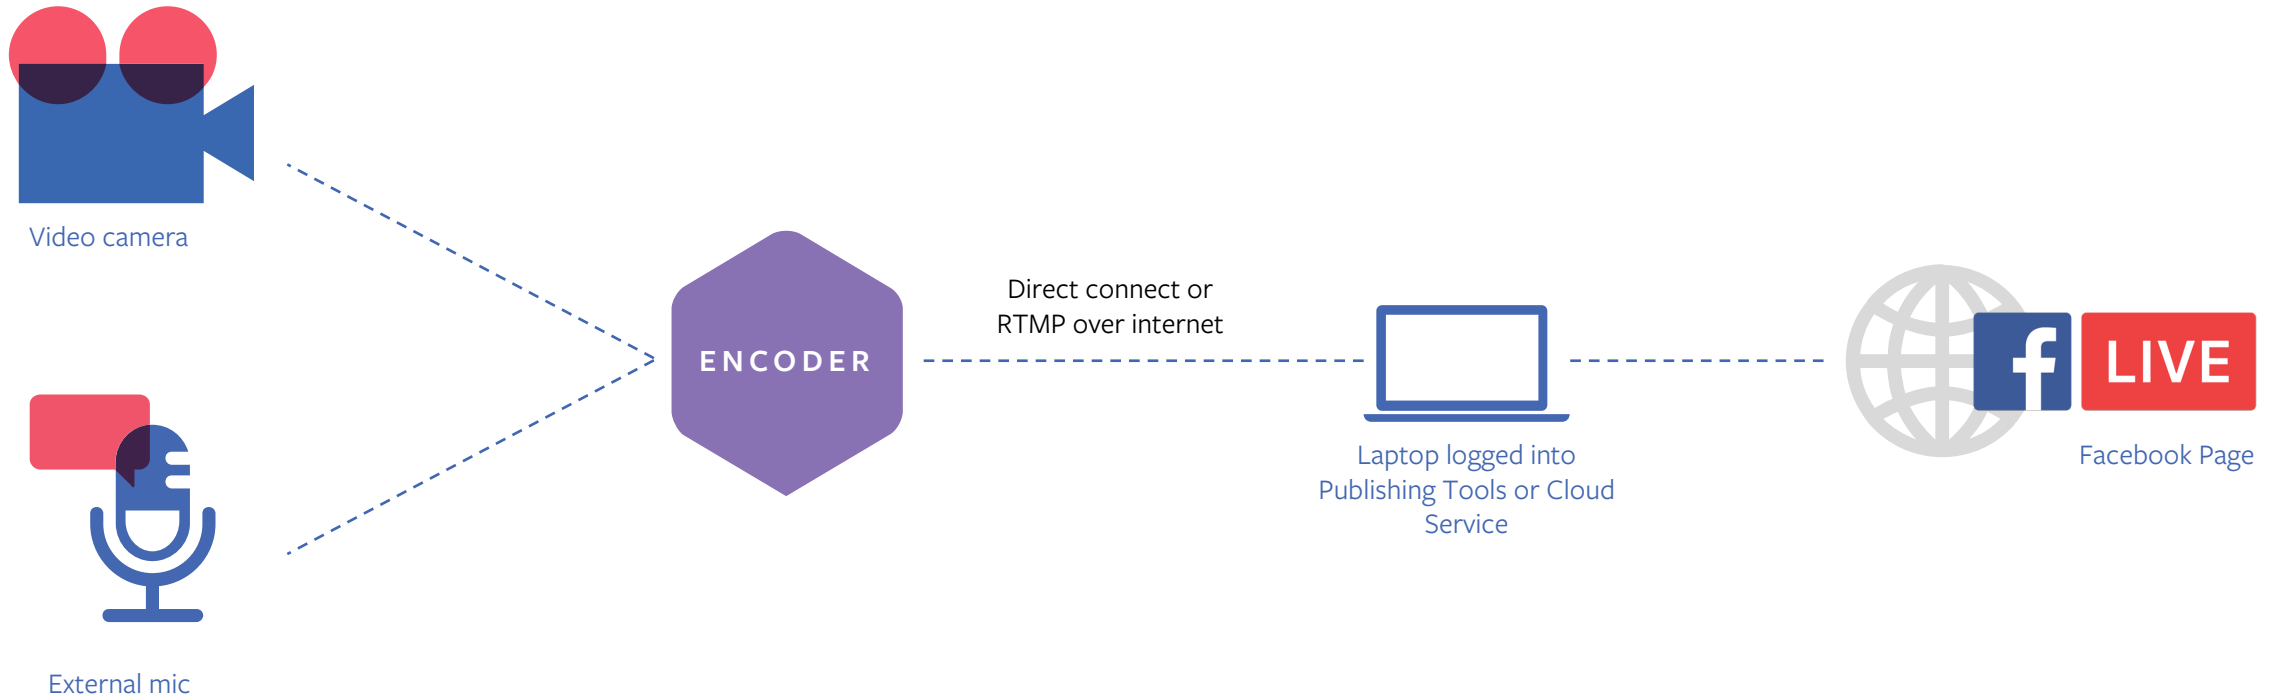 Video camera
External mic
ENCODER
Direct connect or
RTMP over internet
Laptop logged into
Publishing Tools or Cloud
Service
f LIVE
Facebook Page